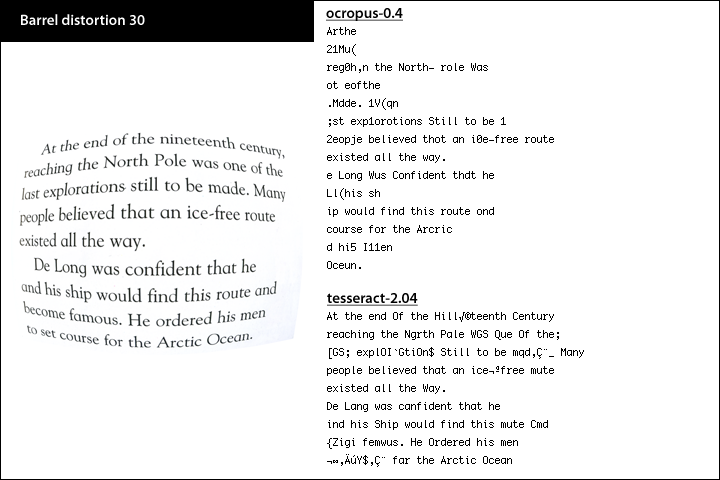 Barrel distortion 30
At the end of the nineteenth century,
reaching the North Pole was one of the
last explorations still to be made. Many
people believed that an ice-free route
existed all the way.
De Long was confident that he
and his ship would find this route and
become famous. He ordered his men
to set course for the Arctic Ocean.
ocropus-0.4
Arthe
21Mu(
reg0h,n the North– role Was
ot eofthe
.Mdde. 1V(qn
;st exp1orotions Still to be 1
2eopje believed thot an i0e–free route
existed all the way.
e Long Wus Confident thdt he
Ll(his sh
ip would find this route ond
course for the Arcric
d hi5 I11en
Oceun.
tesseract-2.04
At the end Of the Hill√®teenth Century
reaching the Ngrth Pale WGS Que Of the;
[GS; explOI`GtiOn$ Still to be mqd‚Ǩ_ Many
people believed that an ice¬ªfree mute
existed all the Way.
De Lang was canfident that he
ind his Ship would find this mute Cmd
{Zigi femwus. He Ordered his men
¬∞‚ÄúY$‚Ǩ far the Arctic Ocean